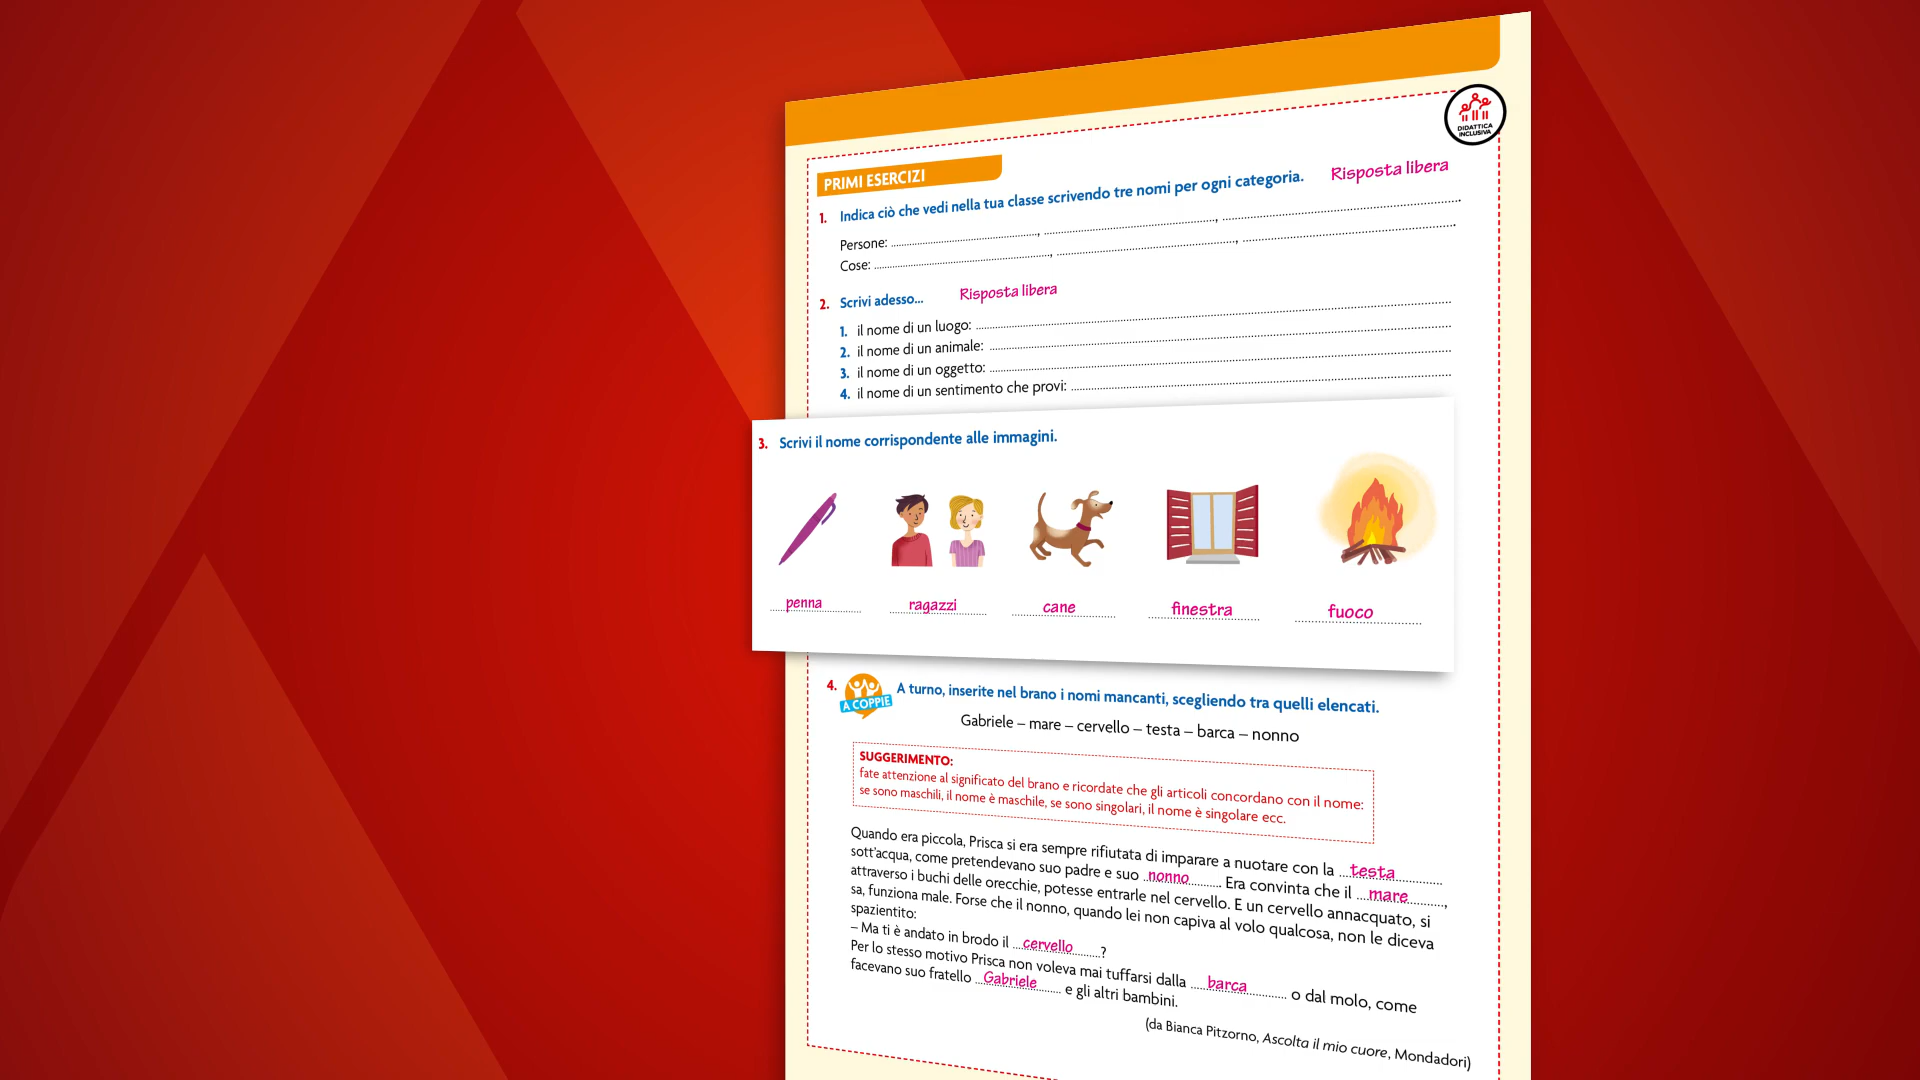 DIDATTICA
INCLUSIVA
PRIMI ESERCIZI
1. Indica ciò che vedi nella tua classe scrivendo tre nomi per ogni categoria. Risposta libera
Persone: , ,
Cose: , ,
2. Scrivi adesso... Risposta libera
1. il nome di un luogo:
2. il nome di un animale:
3. il nome di un oggetto:
4. il nome di un sentimento che provi:
3. Scrivi il nome corrispondente alle immagini.
penna ragazzi cane finestra fuoco
4. A COPPIE A turno, inserite nel brano i nomi mancanti, scegliendo tra quelli elencati.
Gabriele – mare – cervello – testa – barca – nonno
SUGGERIMENTO:
fate attenzione al significato del brano e ricordate che gli articoli concordano con il nome:
se sono maschili, il nome è maschile, se sono singolari, il nome è singolare ecc.
Quando era piccola, Prisca si era sempre rifiutata di imparare a nuotare con la testa
sott'acqua, come pretendevano suo padre e suo nonno. Era convinta che il mare,
attraverso i buchi delle orecchie, potesse entrarle nel cervello. E un cervello annacquato, si
sa, funziona male. Forse che il nonno, quando lei non capiva al volo qualcosa, non le diceva
spazientito:
– Ma ti è andato in brodo il cervello?
Per lo stesso motivo Prisca non voleva mai tuffarsi dalla barca o dal molo, come
facevano suo fratello Gabriele e gli altri bambini.
(da Bianca Pitzorno, Ascolta il mio cuore, Mondadori)